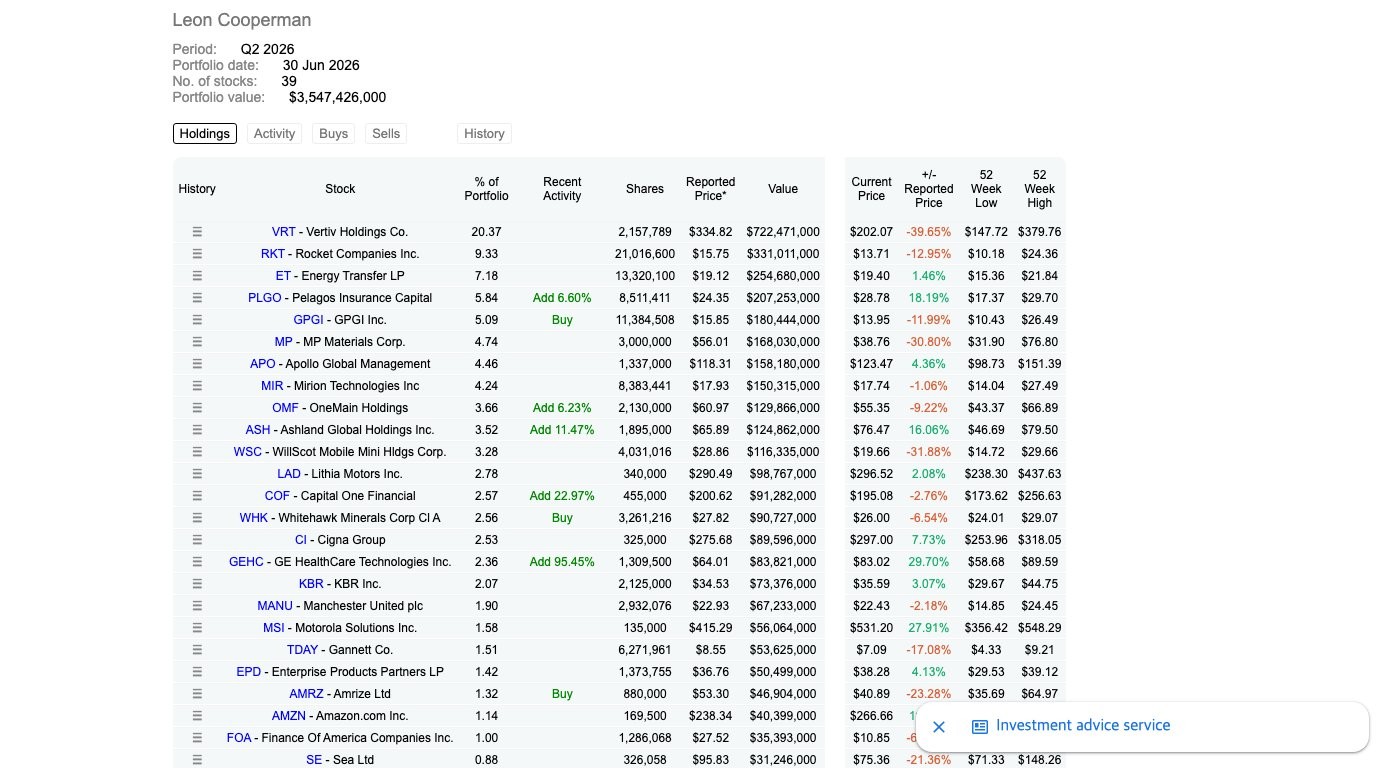 Leon Cooperman
Period: Q2 2026
Portfolio date: 30 Jun 2026
No. of stocks: 39
Portfolio value: $3,547,426,000
Holdings Activity Buys Sells History
History Stock % of Portfolio Recent Activity Shares Reported Price* Value Current Price +/- Reported Price 52 Week Low 52 Week High
VRT - Vertiv Holdings Co. 20.37 2,157,789 $334.82 $722,471,000 $202.07 -39.65% $147.72 $379.76
RKT - Rocket Companies Inc. 9.33 21,016,600 $15.75 $331,011,000 $13.71 -12.95% $10.18 $24.36
ET - Energy Transfer LP 7.18 13,320,100 $19.12 $254,680,000 $19.40 1.46% $15.36 $21.84
PLGO - Pelagos Insurance Capital 5.84 Add 6.60% 8,511,411 $24.35 $207,253,000 $28.78 18.19% $17.37 $29.70
GPGI - GPGI Inc. 5.09 Buy 11,384,508 $15.85 $180,444,000 $13.95 -11.99% $10.43 $26.49
MP - MP Materials Corp. 4.74 3,000,000 $56.01 $168,030,000 $38.76 -30.80% $31.90 $76.80
APO - Apollo Global Management 4.46 1,337,000 $118.31 $158,180,000 $123.47 4.36% $98.73 $151.39
MIR - Mirion Technologies Inc 4.24 8,383,441 $17.93 $150,315,000 $17.74 -1.06% $14.04 $27.49
OMF - OneMain Holdings 3.66 Add 6.23% 2,130,000 $60.97 $129,866,000 $55.35 -9.22% $43.37 $66.89
ASH - Ashland Global Holdings Inc. 3.52 Add 11.47% 1,895,000 $65.89 $124,862,000 $76.47 16.06% $46.69 $79.50
WSC - WillScot Mobile Mini Hldgs Corp. 3.28 4,031,016 $28.86 $116,335,000 $19.66 -31.88% $14.72 $29.66
LAD - Lithia Motors Inc. 2.78 340,000 $290.49 $98,767,000 $296.52 2.08% $238.30 $437.63
COF - Capital One Financial 2.57 Add 22.97% 455,000 $200.62 $91,282,000 $195.08 -2.76% $173.62 $256.63
WHK - Whitehawk Minerals Corp Cl A 2.56 Buy 3,261,216 $27.82 $90,727,000 $26.00 -6.54% $24.01 $29.07
CI - Cigna Group 2.53 325,000 $275.68 $89,596,000 $297.00 7.73% $253.96 $318.05
GEHC - GE HealthCare Technologies Inc. 2.36 Add 95.45% 1,309,500 $64.01 $83,821,000 $83.02 29.70% $58.68 $89.59
KBR - KBR Inc. 2.07 2,125,000 $34.53 $73,376,000 $35.59 3.07% $29.67 $44.75
MANU - Manchester United plc 1.90 2,932,076 $22.93 $67,233,000 $22.43 -2.18% $14.85 $24.45
MSI - Motorola Solutions Inc. 1.58 135,000 $415.29 $56,064,000 $531.20 27.91% $356.42 $548.29
TDAY - Gannett Co. 1.51 6,271,961 $8.55 $53,625,000 $7.09 -17.08% $4.33 $9.21
EPD - Enterprise Products Partners LP 1.42 1,373,755 $36.76 $50,499,000 $38.28 4.13% $29.53 $39.12
AMRZ - Amrize Ltd 1.32 Buy 880,000 $53.30 $46,904,000 $40.89 -23.28% $35.69 $64.97
AMZN - Amazon.com Inc. 1.14 169,500 $238.34 $40,399,000 $266.66
FOA - Finance Of America Companies Inc. 1.00 1,286,068 $27.52 $35,393,000 $10.85
SE - Sea Ltd 0.88 326,058 $95.83 $31,246,000 $75.36 -21.36% $71.33 $148.26
Investment advice service